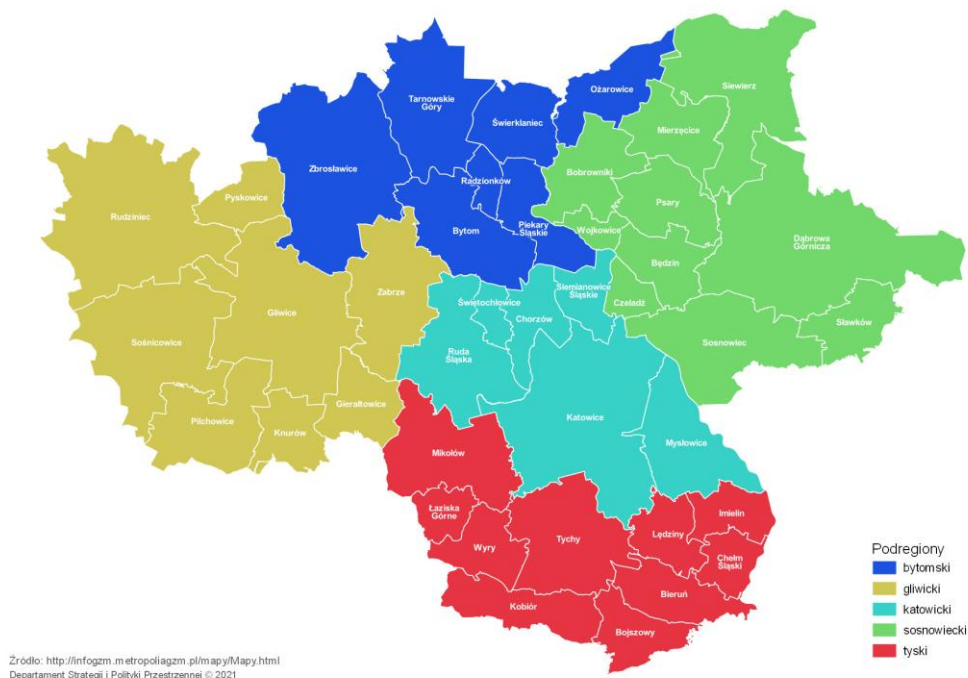 Tarnowskie
Góry
Ożarowice
Siewierz
Świerklaniec
Mierzęcice
Zbrosławice
Radzionków
Bobrowniki
Pyskowice
Rudziniec
Psary
Bytom
Piekary
Śląskie
Wojkowice
Dąbrowa
Górnicza
Będzin
Zabrze
Siemianowice
Śląskie
Świętochłowice
Czeladź
Gliwice
Chorzów
Sławków
Sośnicowice
Sosnowiec
Ruda
Śląska
Gierałtowice
Pilchowice
Katowice
Knurów
Mysłowice
Mikołów
Łaziska
Górne
Imielin
Lędziny
Tychy
Wyry
Chełm
Śląski
Bieruń
Kobiór
Bojszowy
Podregiony
bytomski
gliwicki
katowicki
sosnowiecki
tyski
Źródło: http://infogzm.metropoliagzm.pl/mapy/Mapy.html
Departament Strategii i Polityki Przestrzennej © 2021